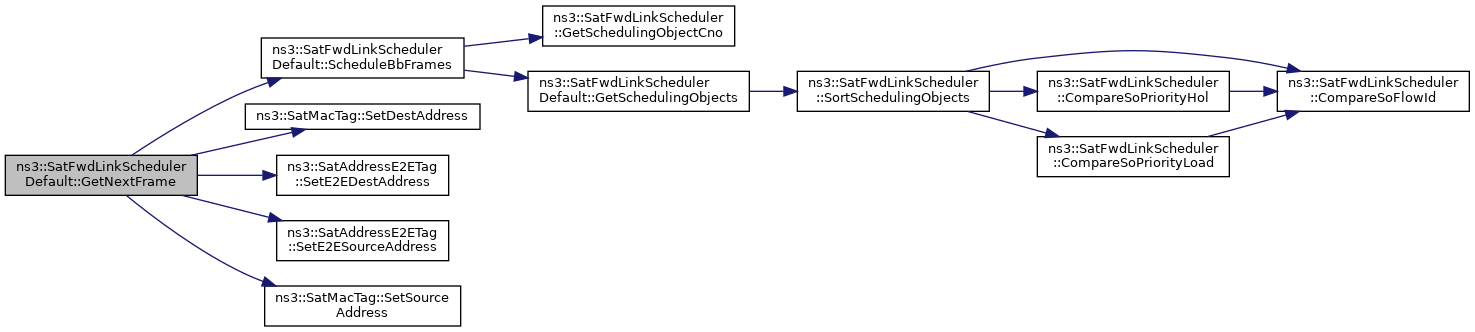 ns3::SatFwdLinkScheduler
Default::GetNextFrame
ns3::SatFwdLinkScheduler
Default::ScheduleBbFrames
ns3::SatMacTag::SetDestAddress
ns3::SatAddressE2ETag
::SetE2EDestAddress
ns3::SatAddressE2ETag
::SetE2ESourceAddress
ns3::SatMacTag::SetSource
Address
ns3::SatFwdLinkScheduler
::GetSchedulingObjectCno
ns3::SatFwdLinkScheduler
Default::GetSchedulingObjects
ns3::SatFwdLinkScheduler
::SortSchedulingObjects
ns3::SatFwdLinkScheduler
::CompareSoPriorityHol
ns3::SatFwdLinkScheduler
::CompareSoPriorityLoad
ns3::SatFwdLinkScheduler
::CompareSoFlowId